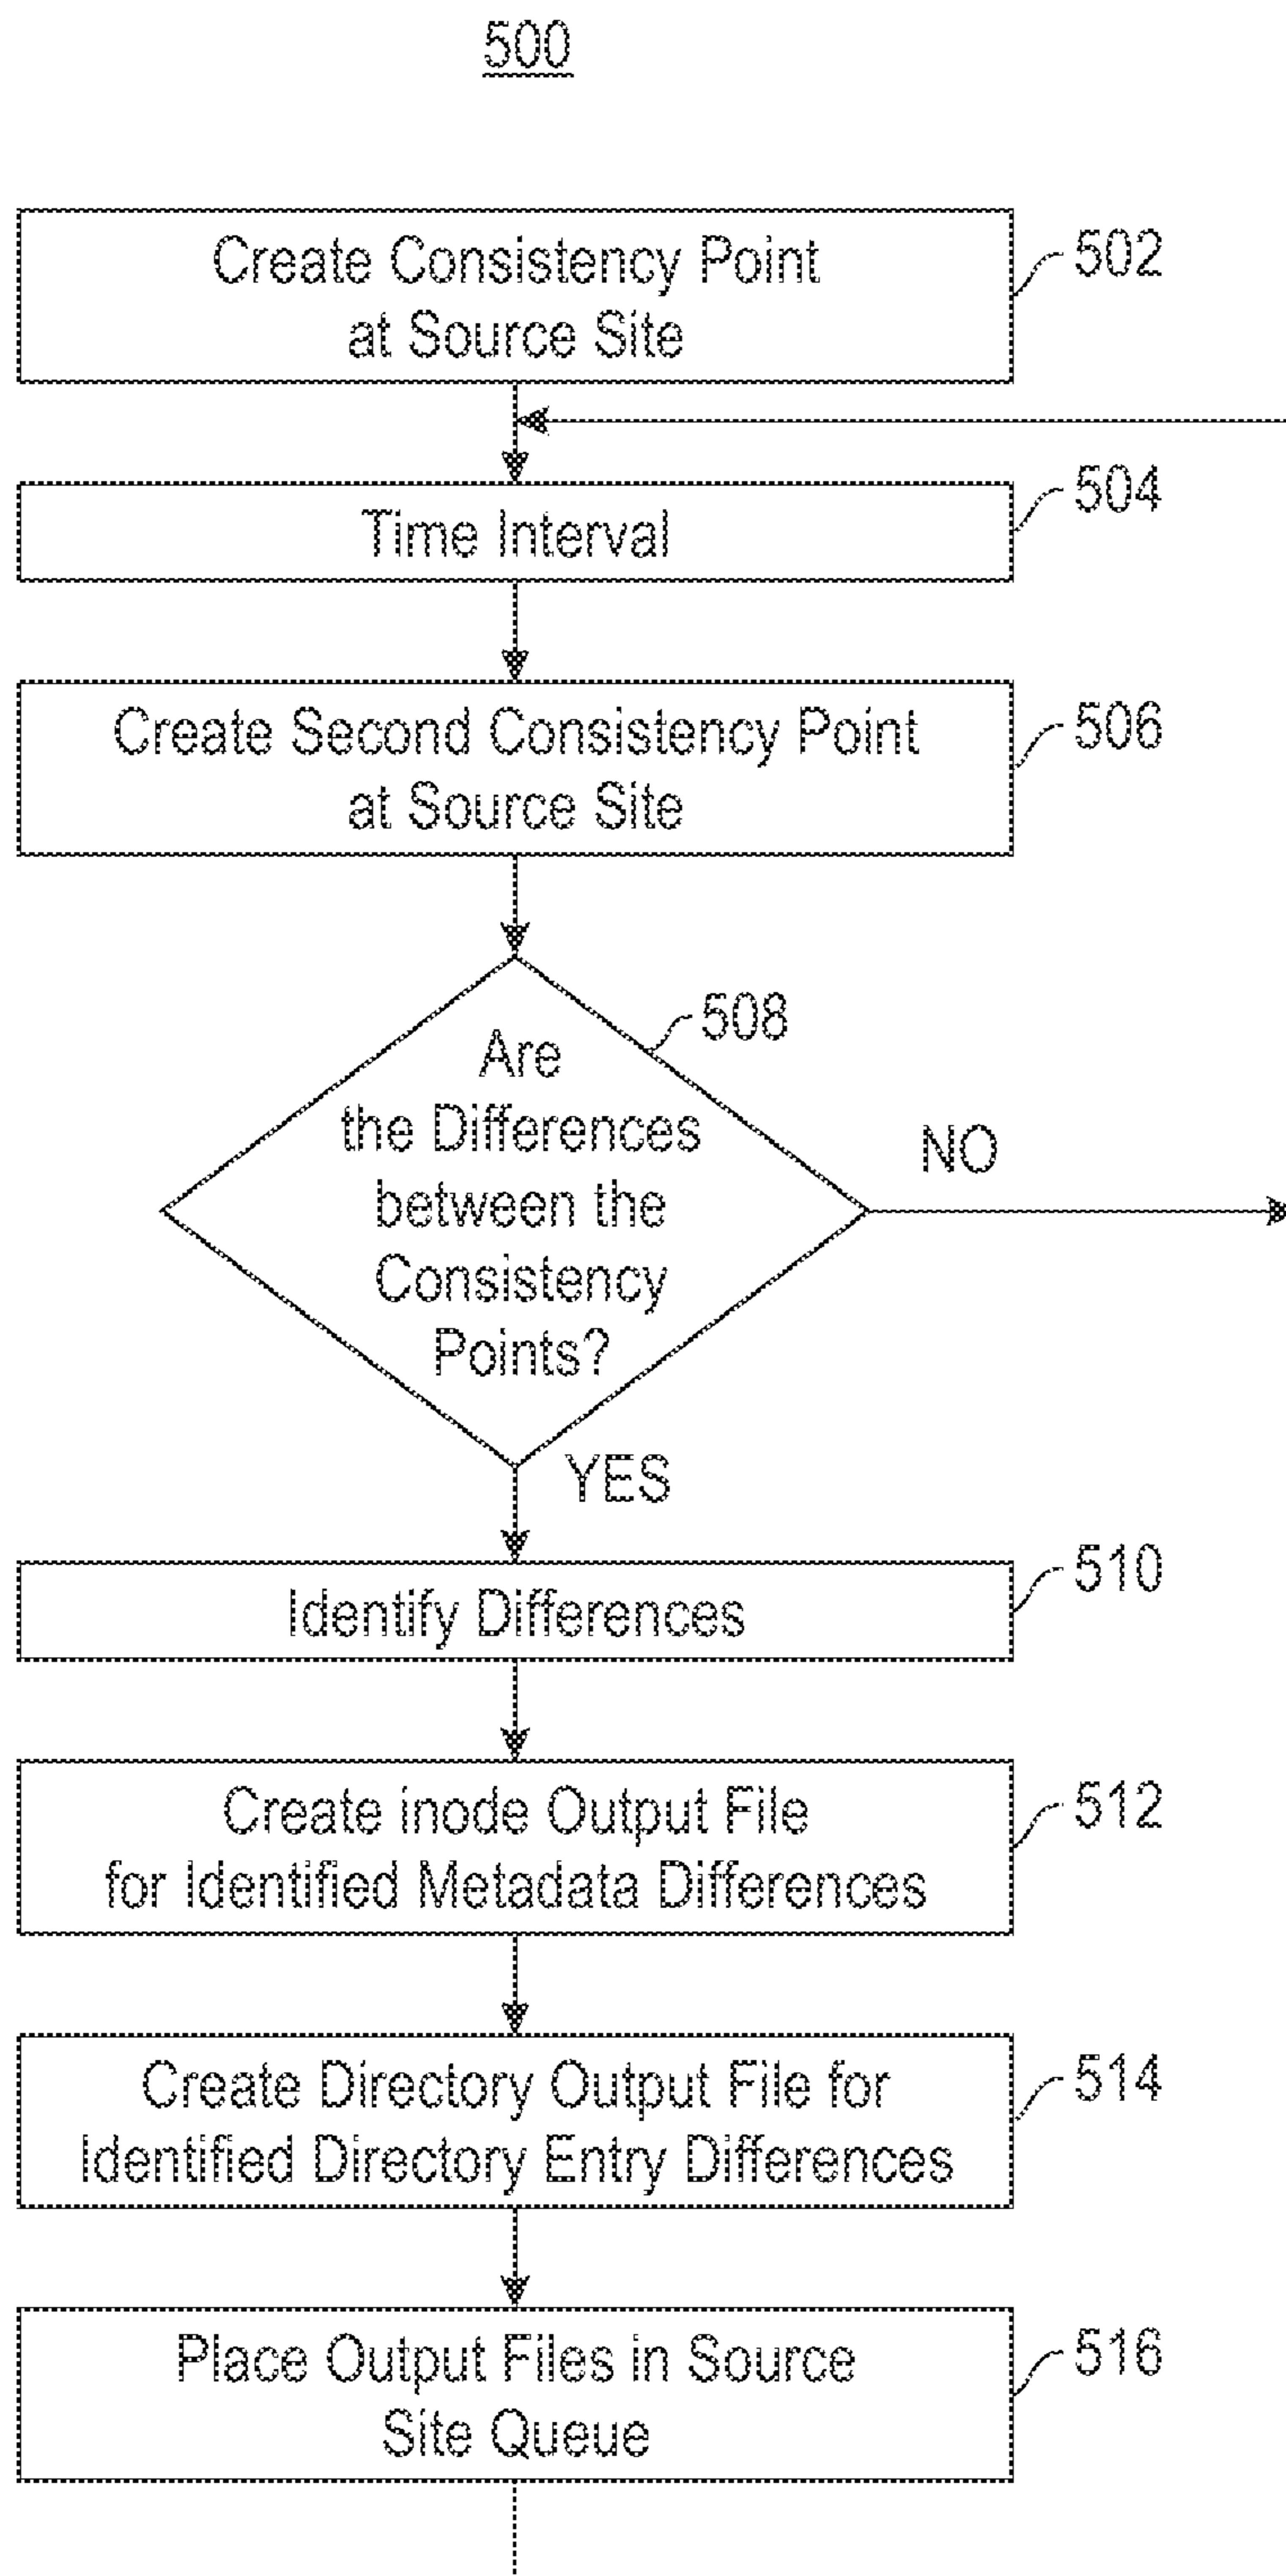 500
Create Consistency Point
at Source Site
502
Time Interval
504
Create Second Consistency Point
at Source Site
506
Are
the Differences
between the
Consistency
Points?
508
NO
YES
Identify Differences
510
Create inode Output File
for Identified Metadata Differences
512
Create Directory Output File for
Identified Directory Entry Differences
514
Place Output Files in Source
Site Queue
516